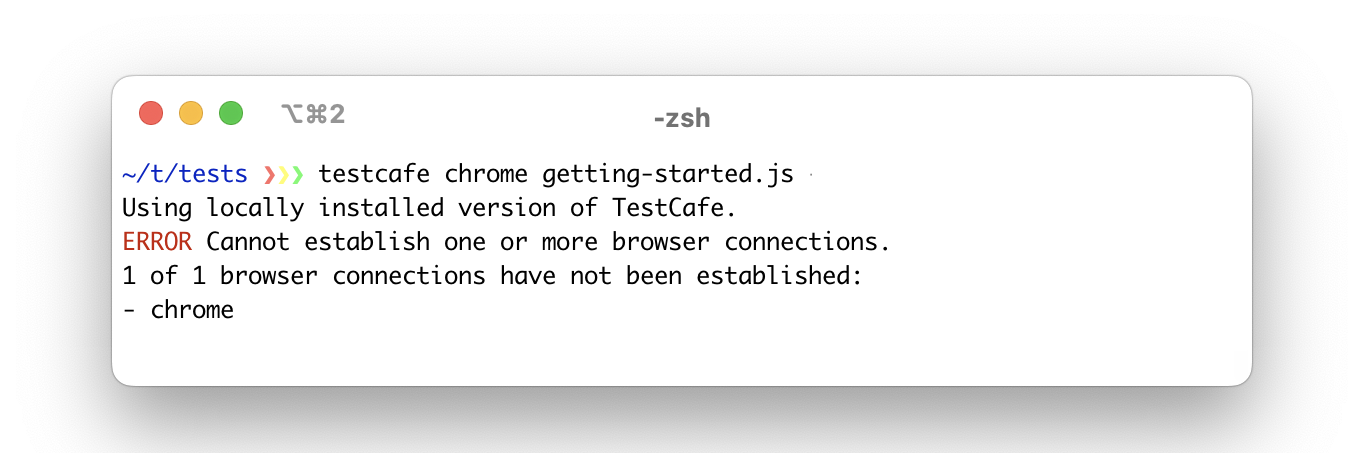 ⌥⌘2
-zsh
~/t/tests ❯❯❯ testcafe chrome getting-started.js
Using locally installed version of TestCafe.
ERROR Cannot establish one or more browser connections.
1 of 1 browser connections have not been established:
- chrome